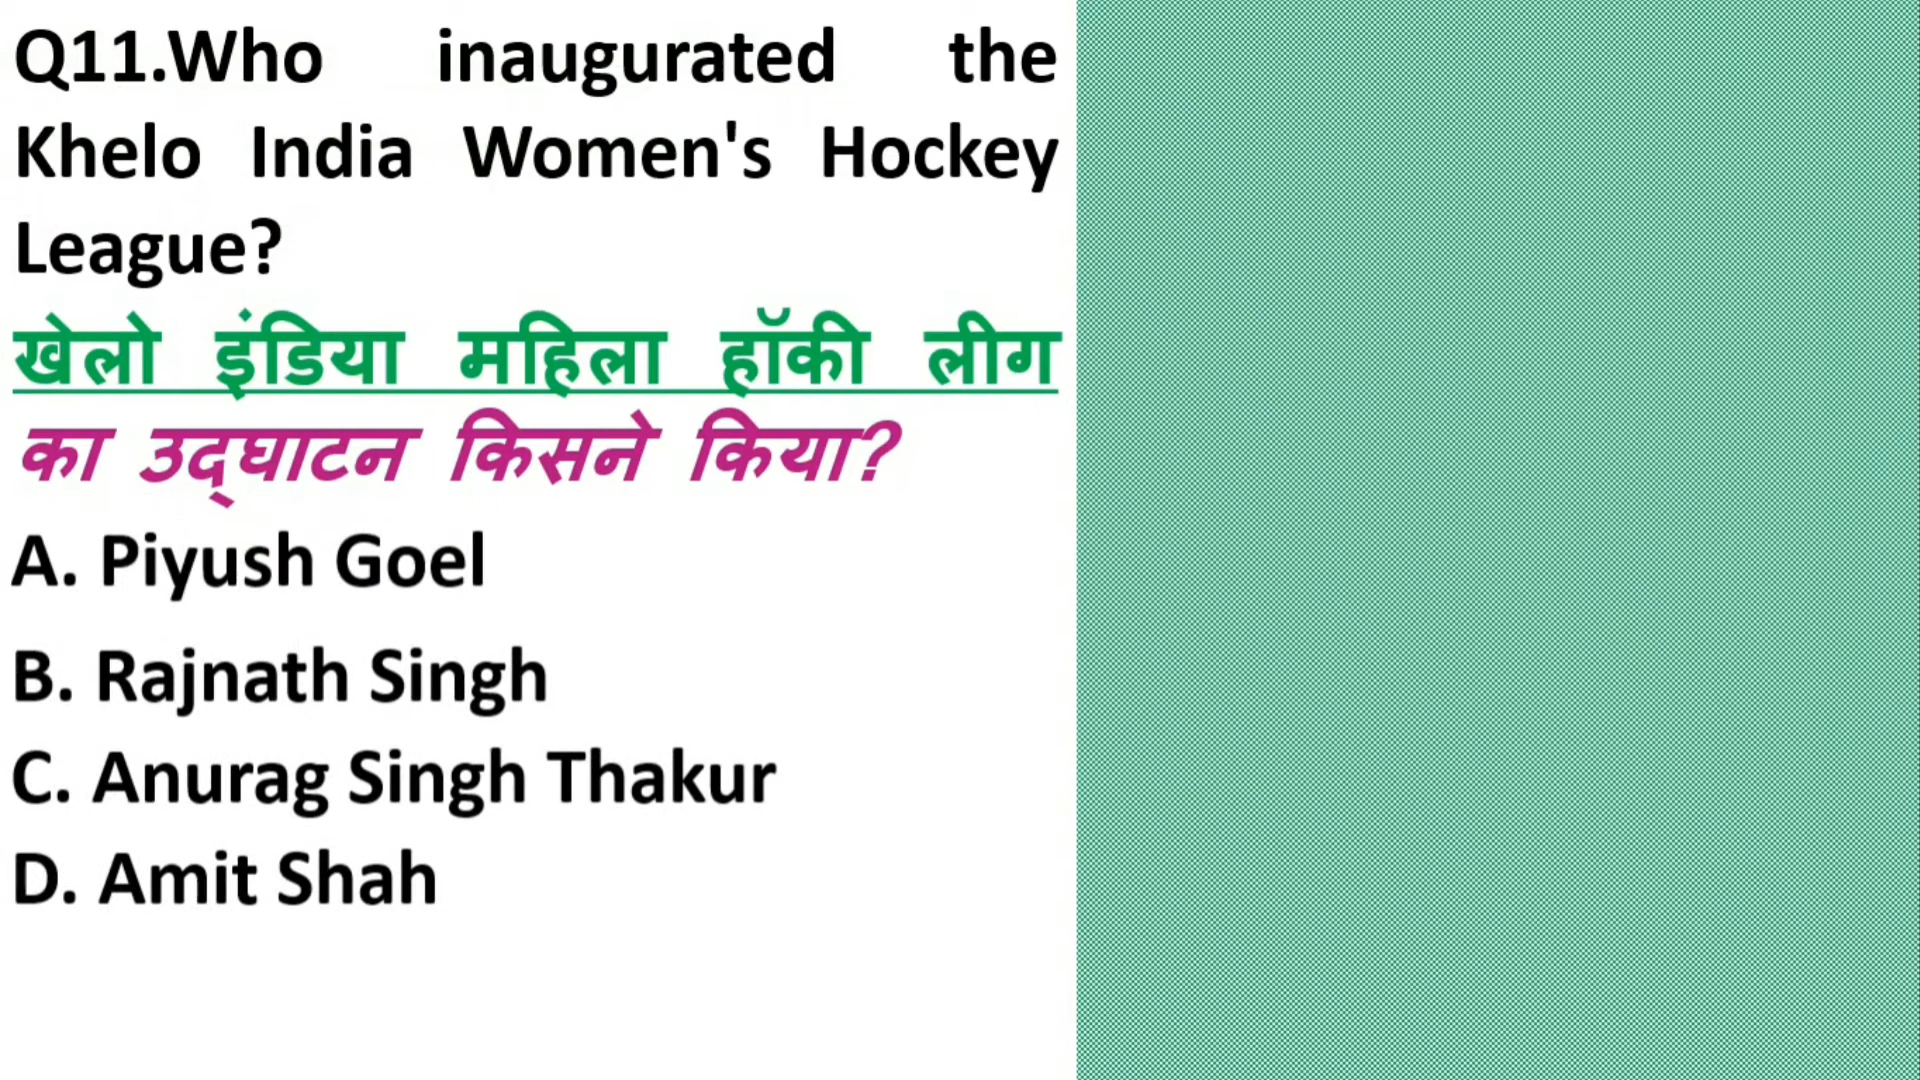 Q11.Who inaugurated the
Khelo India Women's Hockey
League?
खेलो इंडिया महिला हॉकी लीग
का उद्घाटन किसने किया?
A. Piyush Goel
B. Rajnath Singh
C. Anurag Singh Thakur
D. Amit Shah